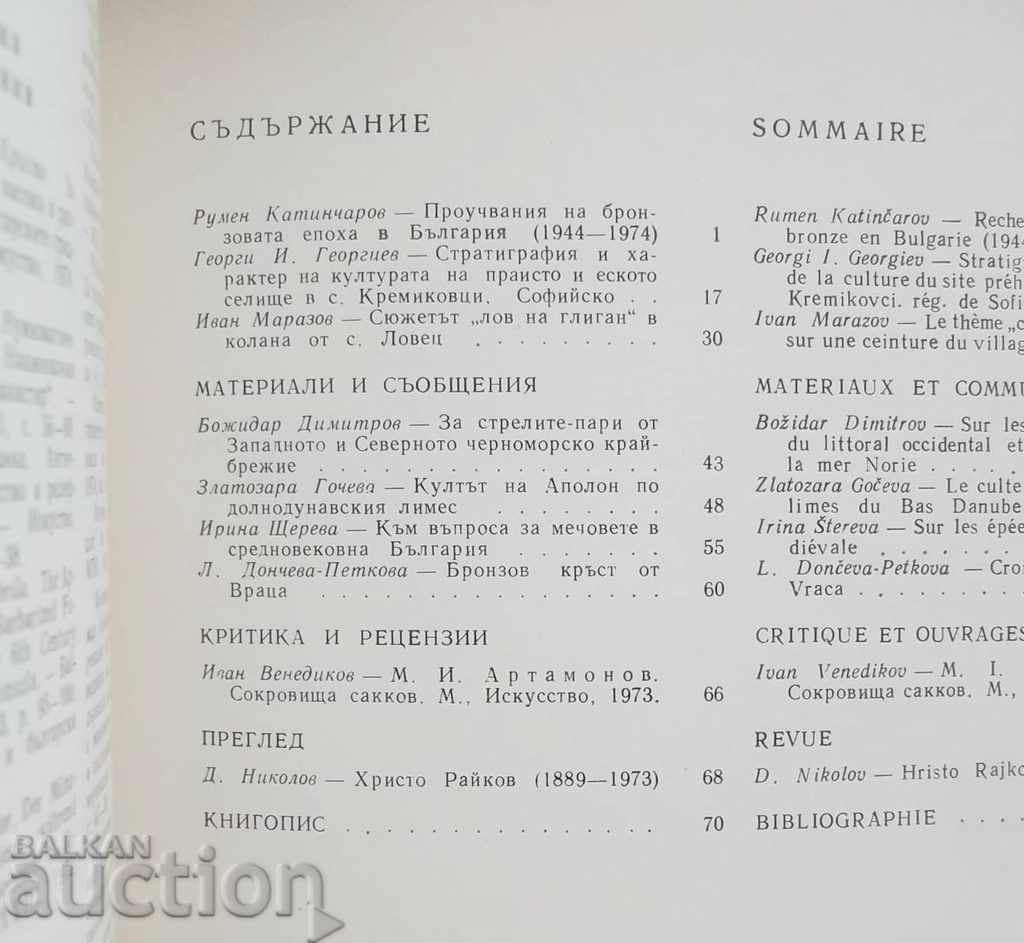 СЪДЪРЖАНИЕ
Румен Катинчаров — Проучвания на брон-
зовата епоха в България (1944—1974) 1
Георги И. Георгиев — Стратиграфия и ха-
рактер на културата на праисто и еското
селище в с. Кремиковци, Софийско . . 17
Иван Маразов — Сюжетът „лов на глиган“ в
колана от с. Ловец . . . . . . . . . 30
МАТЕРИАЛИ И СЪОБЩЕНИЯ
Божидар Димитров — За стрелите-пари от
Западното и Северното черноморско край-
брежие . . . . . . . . . . . . . . . . 43
Златозара Гочева — Култът на Аполон по
долнодунавския лимес . . . . . . . . 48
Ирина Щерева — Към въпроса за мечовете в
средновековна България . . . . . . . 55
Л. Дончева-Петкова — Бронзов кръст от
Враца . . . . . . . . . . . . . . . . 60
КРИТИКА И РЕЦЕНЗИИ
Иван Венедиков — М. И. Артамонов.
Сокровища сакков. М., Искусство, 1973. 66
ПРЕГЛЕД
Д. Николов — Христо Райков (1889—1973) 68
КНИГОПИС . . . . . . . . . . . . . . 70
SOMMAIRE
Rumen Katinčarov — Reche
bronze en Bulgarie (194
Georgi I. Georgiev — Stratig
de la culture du site préh
Kremikovci. rég. de Sofi
Ivan Marazov — Le thème „c
sur une ceinture du villag
MATERIAUX ET COMMU
Božidar Dimitrov — Sur les
du littoral occidental et
la mer Norie . . . . .
Zlatozara Gočeva — Le culte
limes du Bas Danube
Irina Štereva — Sur les épée
diévale . . . . . . .
L. Dončeva-Petkova — Croi
Vraca . . . . . . . . .
CRITIQUE ET OUVRAGES
Ivan Venedikov — M. I.
Сокровища сакков. М.,
REVUE
D. Nikolov — Hristo Rajko
BIBLIOGRAPHIE . . . .
BALKAN
auction